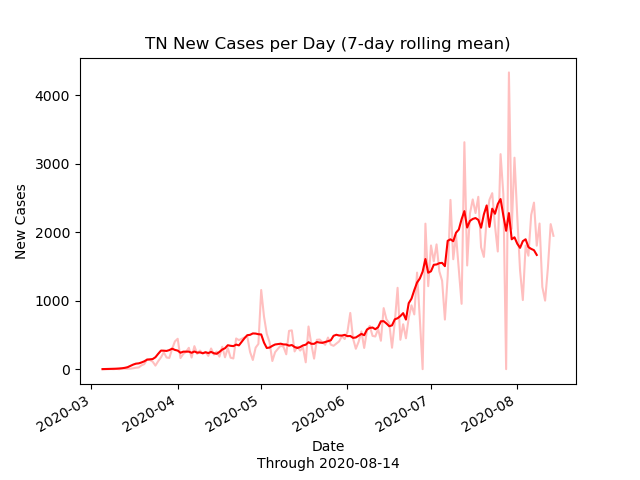 TN New Cases per Day (7-day rolling mean)
New Cases
4000
3000
2000
1000
0
2020-03
2020-04
2020-05
2020-06
2020-07
2020-08
Date
Through 2020-08-14